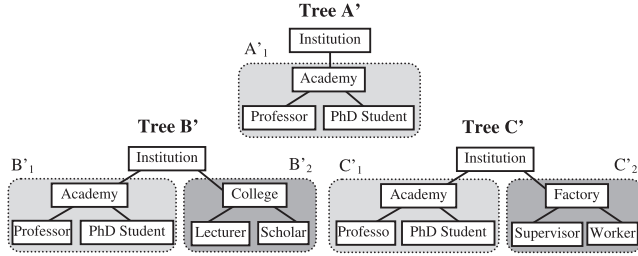 Tree A’
Institution
A’1
Academy
Professor PhD Student
Tree B’
Institution
B’1 B’2
Academy College
Professor PhD Student Lecturer Scholar
Tree C’
Institution
C’1 C’2
Academy Factory
Professo PhD Student Supervisor Worker